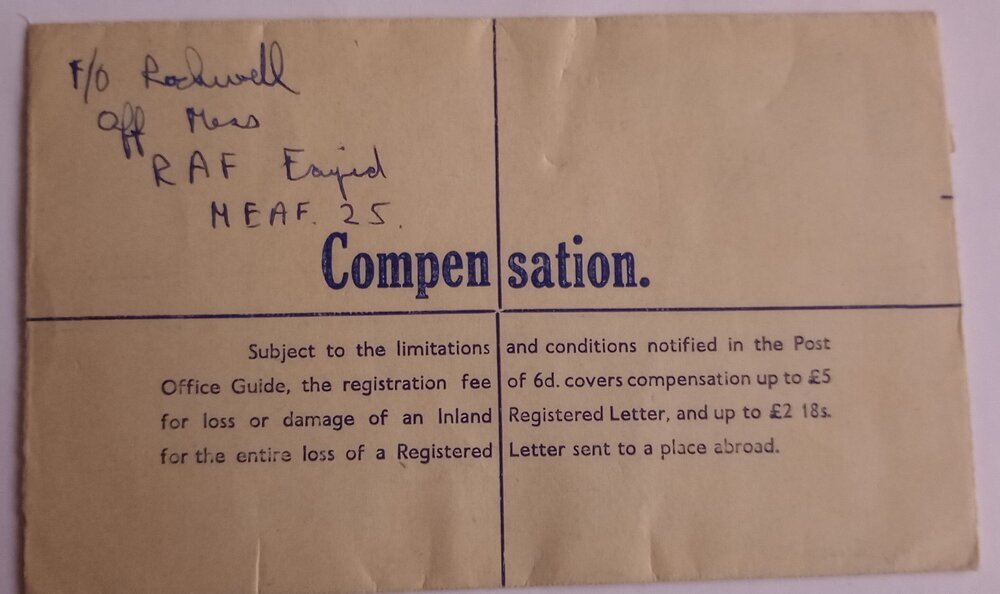 F/O Rockwell
Off Mess
RAF Fayid
MEAF. 25.
Compensation.
Subject to the limitations and conditions notified in the Post
Office Guide, the registration fee of 6d. covers compensation up to £5
for loss or damage of an Inland Registered Letter, and up to £2 18s.
for the entire loss of a Registered Letter sent to a place abroad.